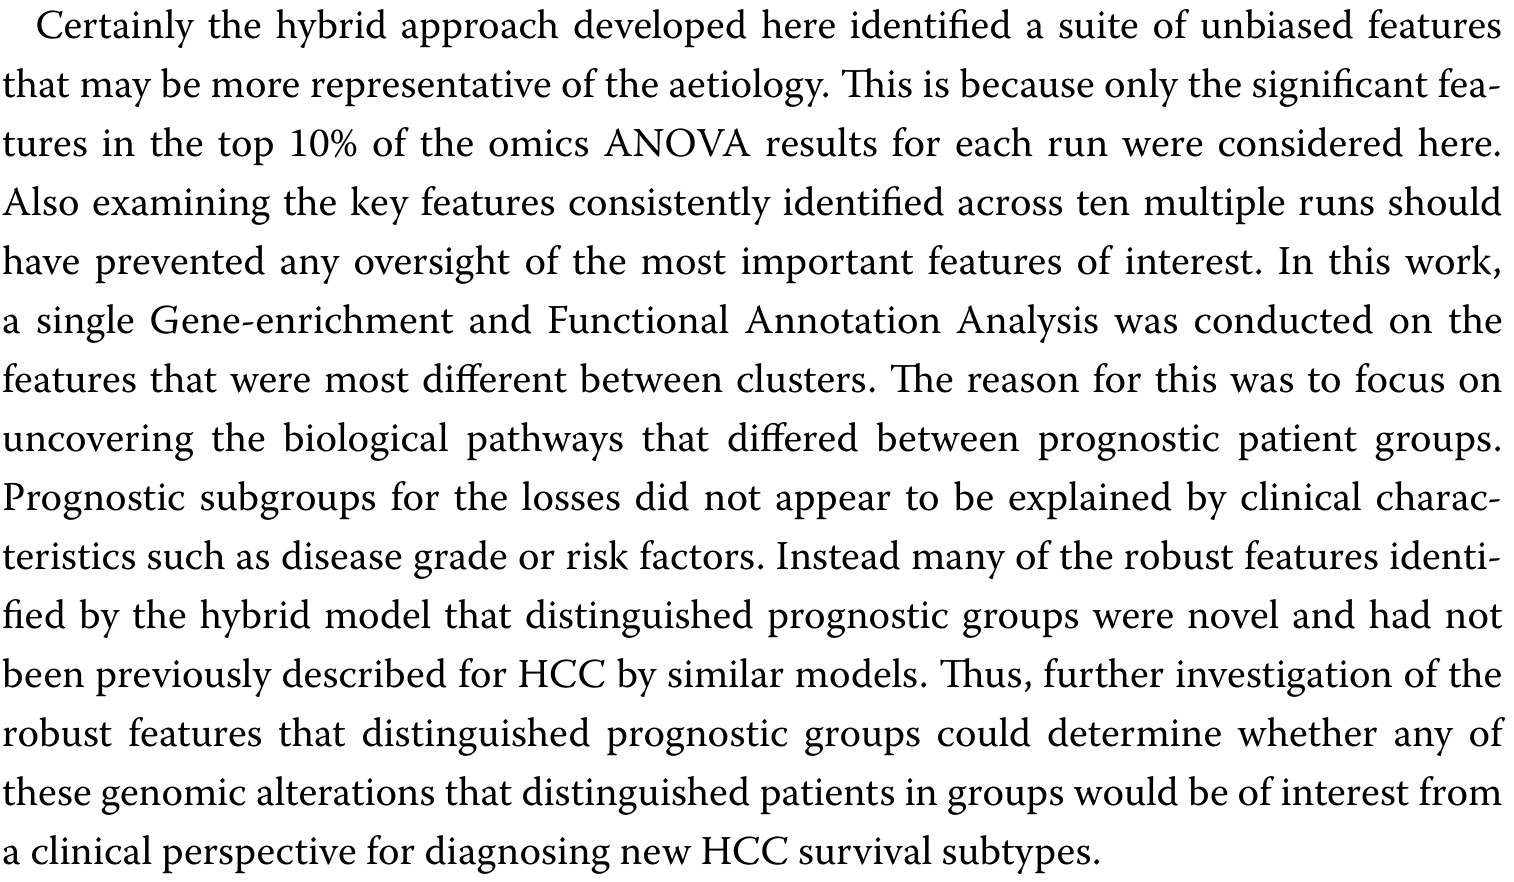 Certainly the hybrid approach developed here identified a suite of unbiased features
that may be more representative of the aetiology. This is because only the significant fea-
tures in the top 10% of the omics ANOVA results for each run were considered here.
Also examining the key features consistently identified across ten multiple runs should
have prevented any oversight of the most important features of interest. In this work,
a single Gene-enrichment and Functional Annotation Analysis was conducted on the
features that were most different between clusters. The reason for this was to focus on
uncovering the biological pathways that differed between prognostic patient groups.
Prognostic subgroups for the losses did not appear to be explained by clinical charac-
teristics such as disease grade or risk factors. Instead many of the robust features identi-
fied by the hybrid model that distinguished prognostic groups were novel and had not
been previously described for HCC by similar models. Thus, further investigation of the
robust features that distinguished prognostic groups could determine whether any of
these genomic alterations that distinguished patients in groups would be of interest from
a clinical perspective for diagnosing new HCC survival subtypes.